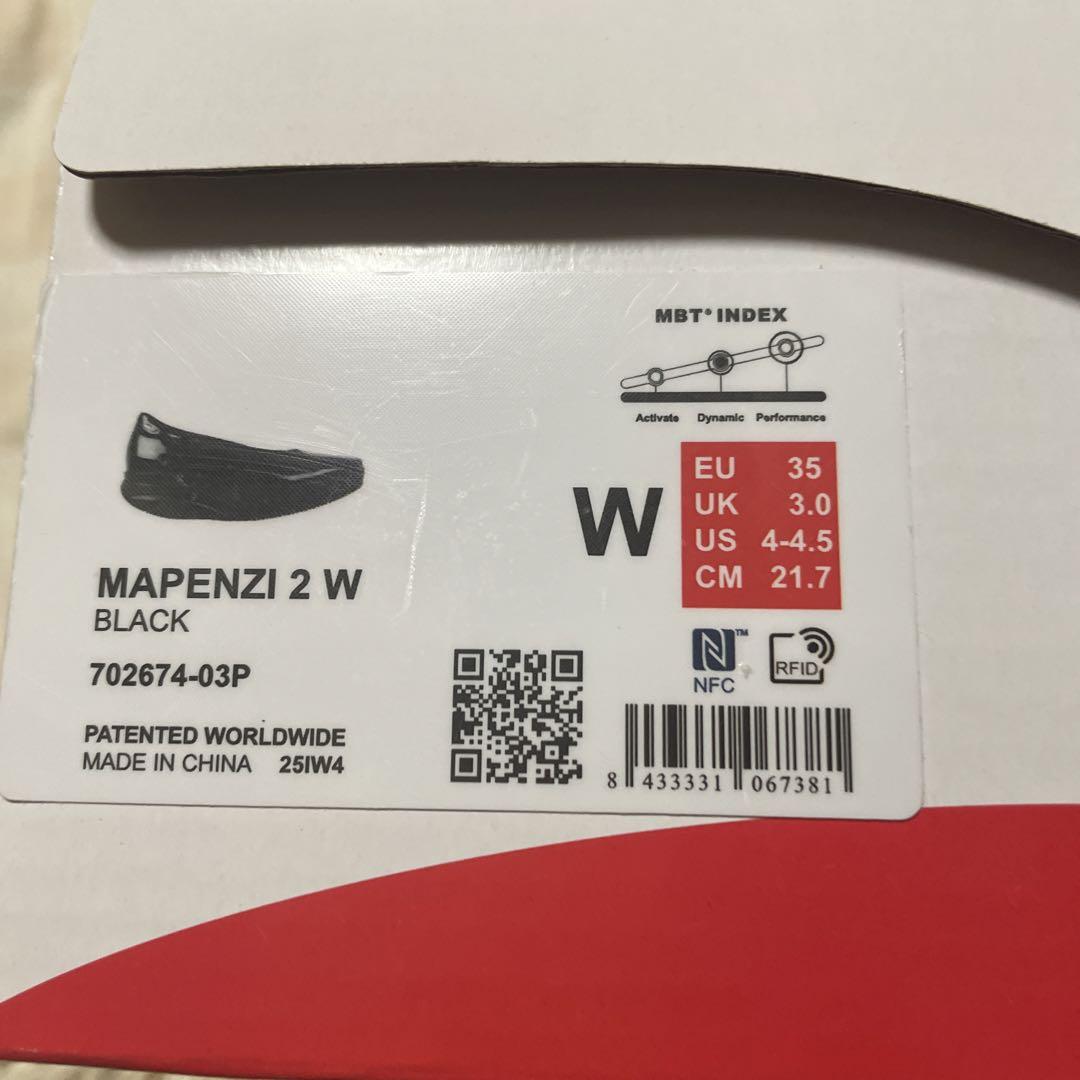 MBT® INDEX
Activate Dynamic Performance
W
EU 35
UK 3.0
US 4-4.5
CM 21.7
MAPENZI 2 W
BLACK
702674-03P
PATENTED WORLDWIDE
MADE IN CHINA 25IW4
N™
NFC
RFID
8 433331 067381